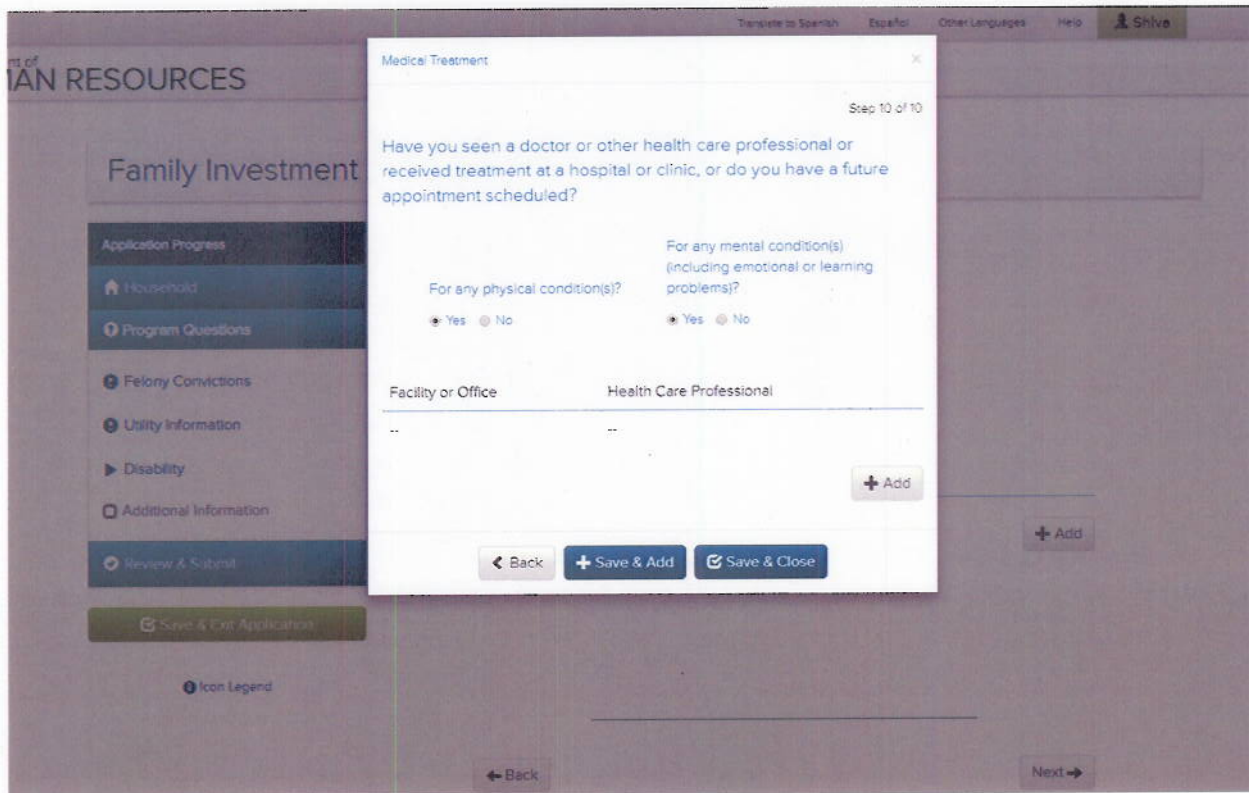 Translate to Spanish Español Other Languages Help Shiva
nt of
MAN RESOURCES
Family Investment
Application Progress
Household
Program Questions
Felony Convictions
Utility Information
Disability
Additional Information
Review & Submit
Save & Exit Application
Icon Legend
Medical Treatment ×
Step 10 of 10
Have you seen a doctor or other health care professional or
received treatment at a hospital or clinic, or do you have a future
appointment scheduled?
For any physical condition(s)?
Yes No
For any mental condition(s)
(including emotional or learning
problems)?
Yes No
Facility or Office Health Care Professional
-- --
+ Add
Back + Save & Add Save & Close
+ Add
Back Next